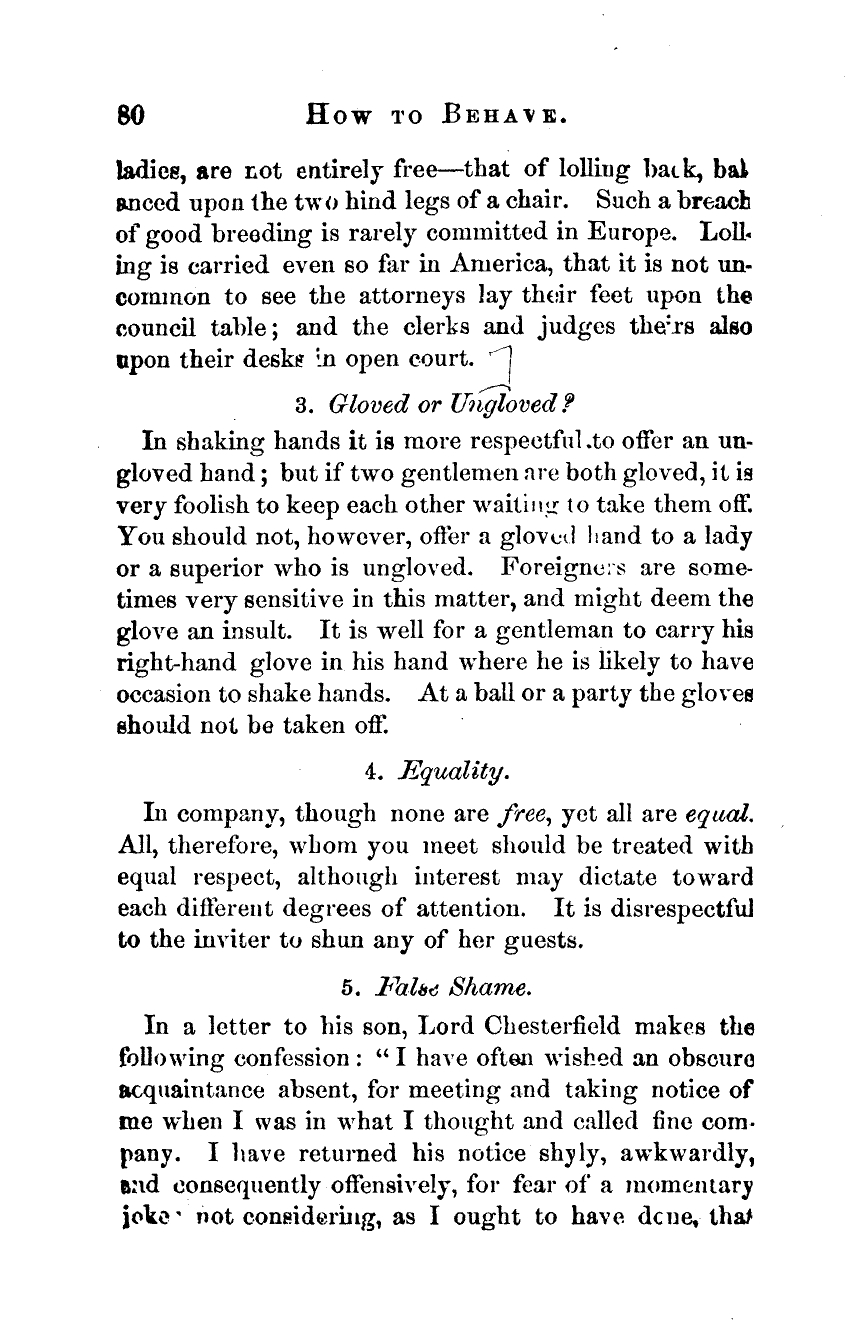 80 How to Behave.
ladies, are not entirely free—that of lolling back, bal
anced upon the two hind legs of a chair. Such a breach
of good breeding is rarely committed in Europe. Loll-
ing is carried even so far in America, that it is not un-
common to see the attorneys lay their feet upon the
council table; and the clerks and judges theirs also
upon their desks in open court.
3. Gloved or Ungloved?
In shaking hands it is more respectful to offer an un-
gloved hand; but if two gentlemen are both gloved, it is
very foolish to keep each other waiting to take them off.
You should not, however, offer a gloved hand to a lady
or a superior who is ungloved. Foreigners are some-
times very sensitive in this matter, and might deem the
glove an insult. It is well for a gentleman to carry his
right-hand glove in his hand where he is likely to have
occasion to shake hands. At a ball or a party the gloves
should not be taken off.
4. Equality.
In company, though none are free, yet all are equal.
All, therefore, whom you meet should be treated with
equal respect, although interest may dictate toward
each different degrees of attention. It is disrespectful
to the inviter to shun any of her guests.
5. False Shame.
In a letter to his son, Lord Chesterfield makes the
following confession: "I have often wished an obscure
acquaintance absent, for meeting and taking notice of
me when I was in what I thought and called fine com-
pany. I have returned his notice shyly, awkwardly,
and consequently offensively, for fear of a momentary
joke' not considering, as I ought to have done, that